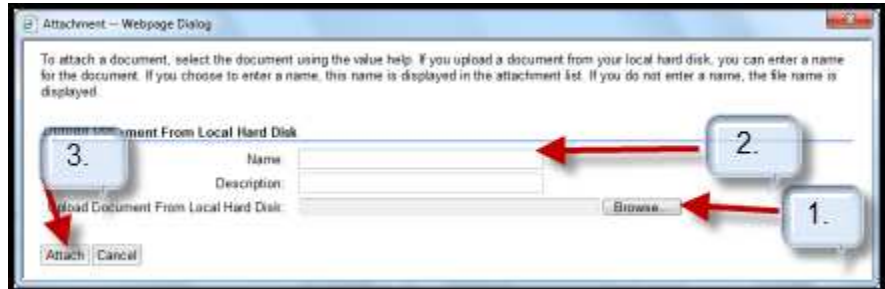 Attachment -- Webpage Dialog
To attach a document, select the document using the value help. If you upload a document from your local hard disk, you can enter a name
for the document. If you choose to enter a name, this name is displayed in the attachment list. If you do not enter a name, the file name is
displayed.
From Local Hard Disk
3.
2.
Name
Description:
Upload Document From Local Hard Disk:
Browse...
1.
Attach
Cancel